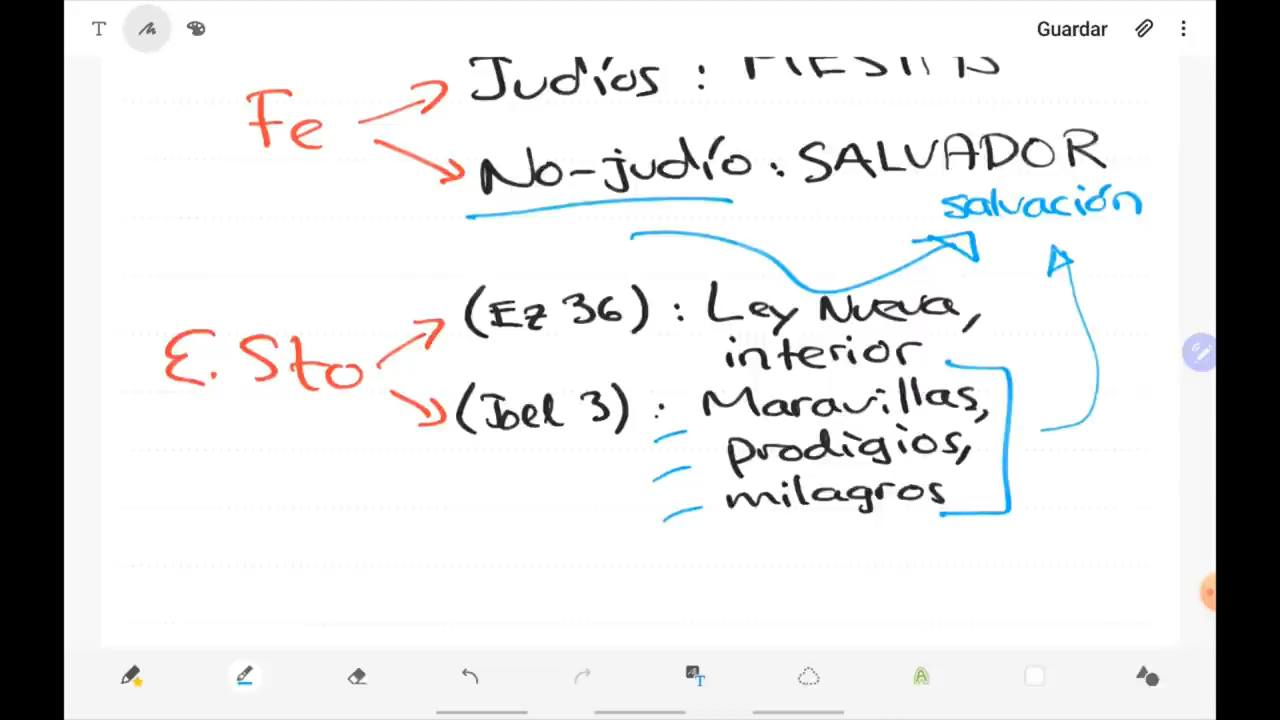 T
Guardar
Judíos :
Fe
No-judío : SALVADOR
salvación
(Ez 36) : Ley Nueva,
interior
E. Sto
(Joel 3) : Maravillas,
prodigios,
milagros